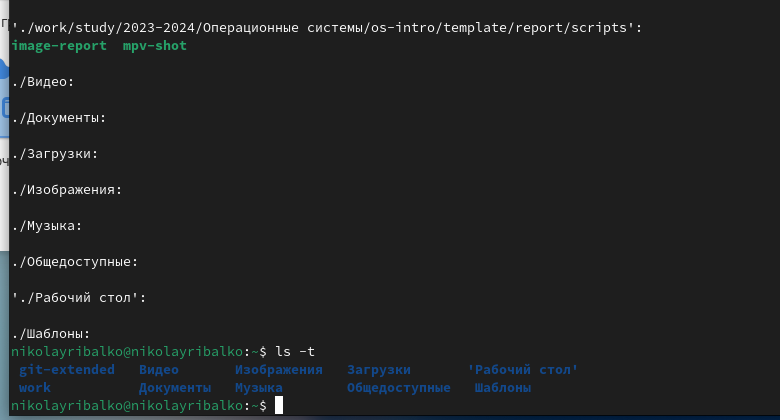 './work/study/2023-2024/Операционные системы/os-intro/template/report/scripts':
image-report  mpv-shot
./Видео:
./Документы:
./Загрузки:
./Изображения:
./Музыка:
./Общедоступные:
'./Рабочий стол':
./Шаблоны:
nikolayribalko@nikolayribalko:~$ ls -t
git-extended   Видео       Изображения   Загрузки       'Рабочий стол'
work           Документы   Музыка        Общедоступные   Шаблоны
nikolayribalko@nikolayribalko:~$